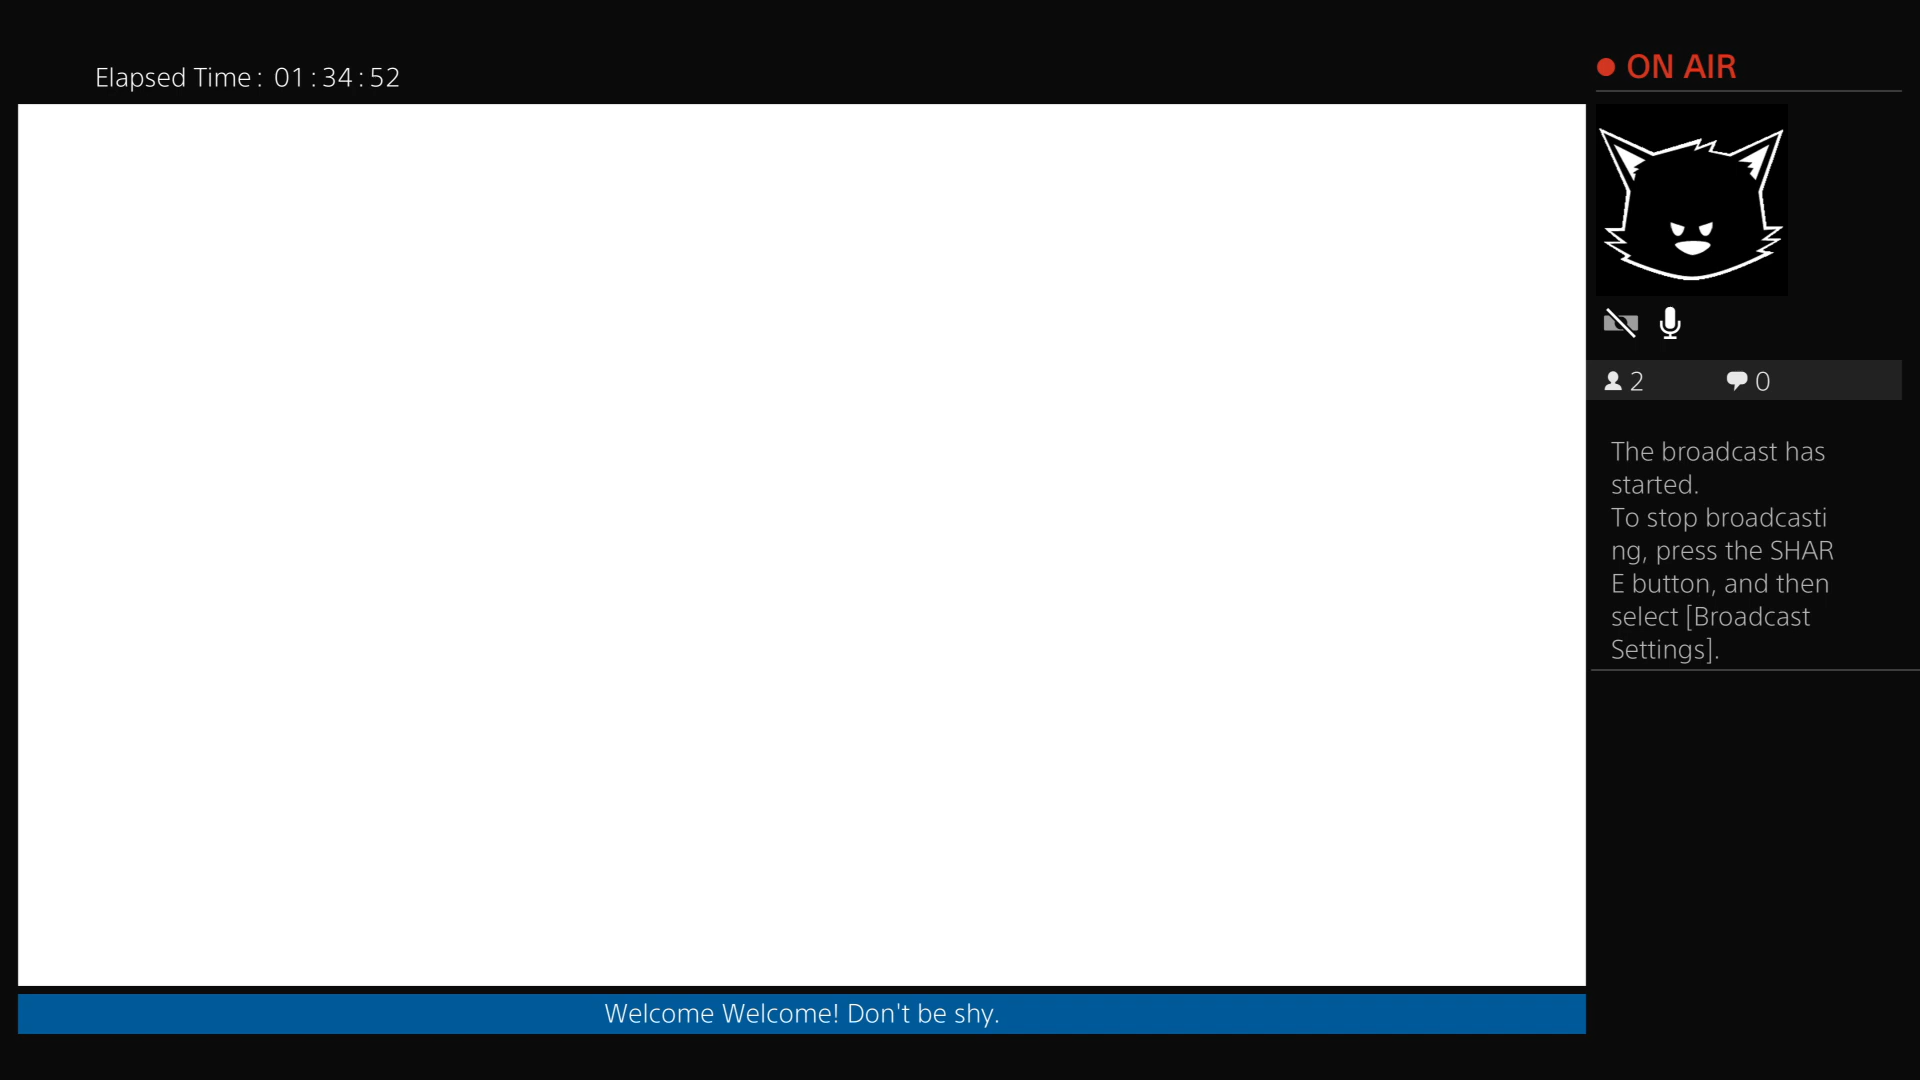 Elapsed Time: 01:34:52
ON AIR
2 0
The broadcast has
started.
To stop broadcasti
ng, press the SHAR
E button, and then
select [Broadcast
Settings].
Welcome Welcome! Don't be shy.